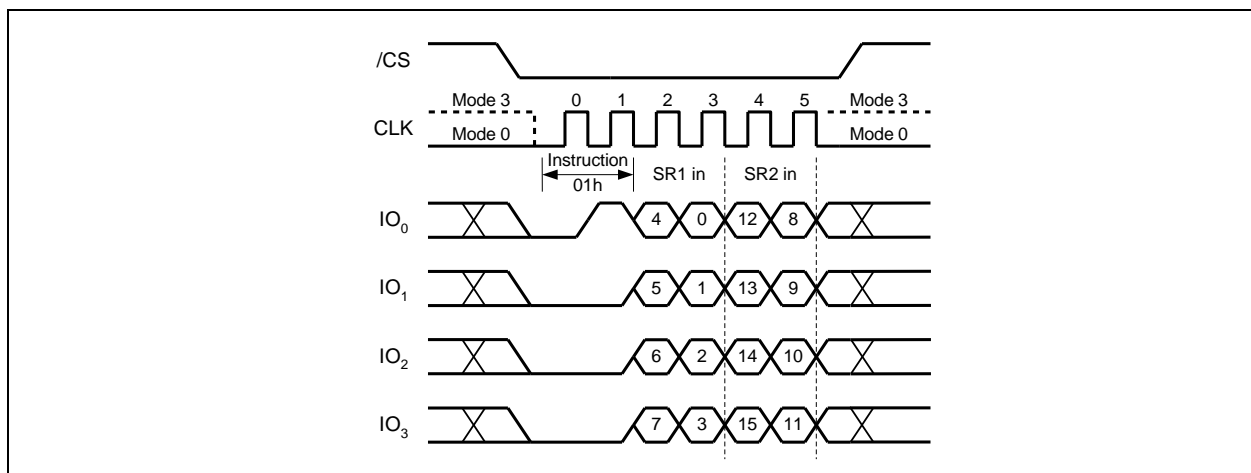 /CS
Mode 3 0 1 2 3 4 5 Mode 3
CLK
Mode 0 Mode 0
Instruction
01h
SR1 in SR2 in
IO0 4 0 12 8
IO1 5 1 13 9
IO2 6 2 14 10
IO3 7 3 15 11